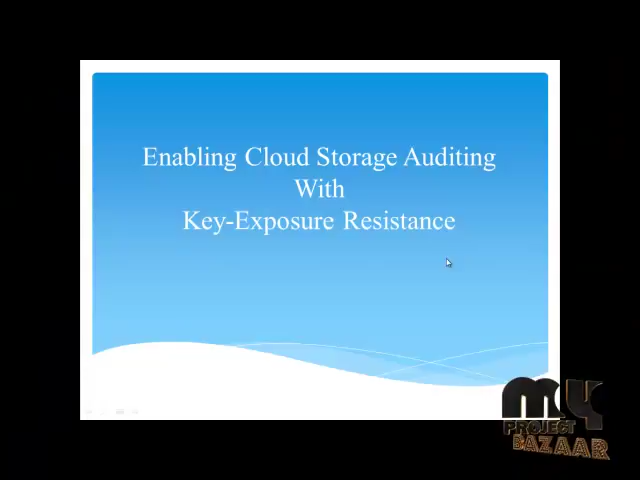 Enabling Cloud Storage Auditing
With
Key-Exposure Resistance
MY
PROJECT
BAZAAR